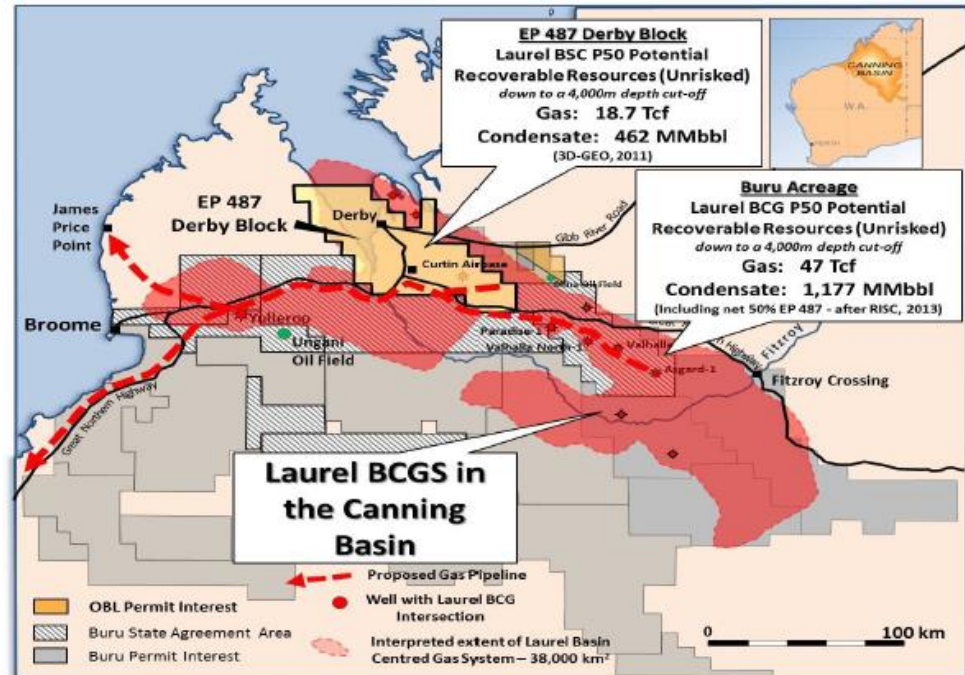 EP 487 Derby Block
Laurel BSC P50 Potential
Recoverable Resources (Unrisked)
down to a 4,000m depth cut-off
Gas: 18.7 Tcf
Condensate: 462 MMbbl
(3D-GEO, 2011)
CANNING
BASIN
W.A.
PERTH
Buru Acreage
Laurel BCG P50 Potential
Recoverable Resources (Unrisked)
down to a 4,000m depth cut-off
Gas: 47 Tcf
Condensate: 1,177 MMbbl
(Including net 50% EP 487 - after RISC, 2013)
EP 487
Derby Block
Derby
James
Price
Point
Gibb River Road
Curtin Airbase
Oil Field
Broome
Yulleroo
Ungani
Oil Field
Paradise-1
Valhalla North-1
Valhalla
Asgard-1
Great
Highway
Fitzroy
Fitzroy Crossing
Great Northern Highway
Laurel BCGS in
the Canning
Basin
Proposed Gas Pipeline
OBL Permit Interest
Well with Laurel BCG
Intersection
Buru State Agreement Area
Buru Permit Interest
Interpreted extent of Laurel Basin
Centred Gas System – 38,000 km²
0 100 km